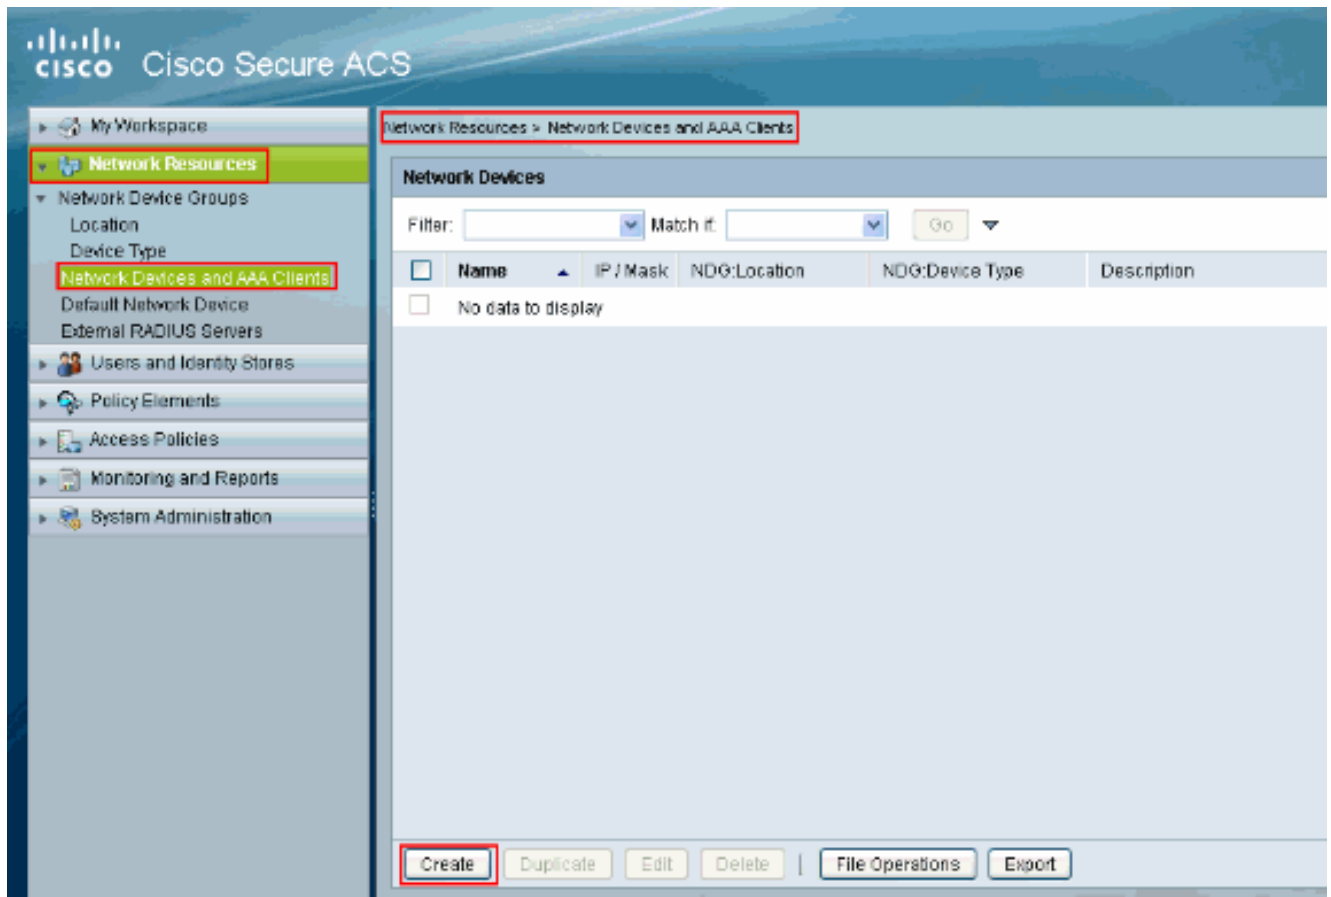 CISCO Cisco Secure ACS
My Workspace
Network Resources
Network Device Groups
Location
Device Type
Network Devices and AAA Clients
Default Network Device
External RADIUS Servers
Users and Identity Stores
Policy Elements
Access Policies
Monitoring and Reports
System Administration
Network Resources > Network Devices and AAA Clients
Network Devices
Filter: Match if: Go
Name IP / Mask NDG:Location NDG:Device Type Description
No data to display
Create Duplicate Edit Delete | File Operations Export